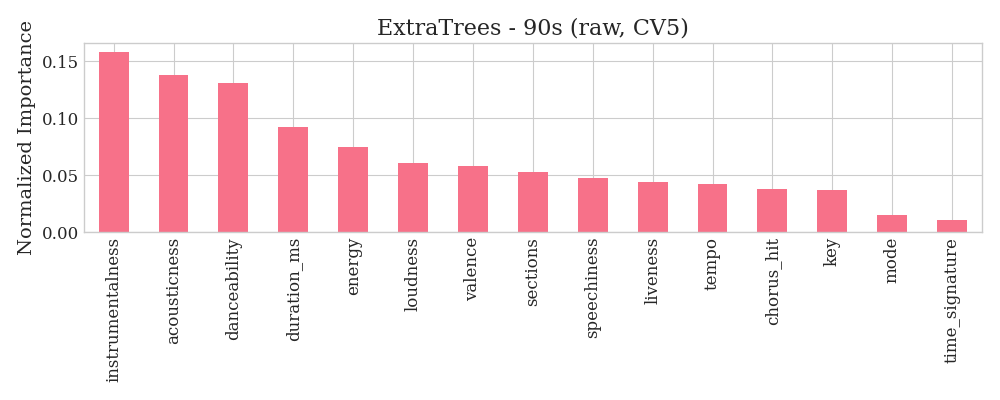 ExtraTrees - 90s (raw, CV5)
Normalized Importance
0.15
0.10
0.05
0.00
instrumentalness
acousticness
danceability
duration_ms
energy
loudness
valence
sections
speechiness
liveness
tempo
chorus_hit
key
mode
time_signature